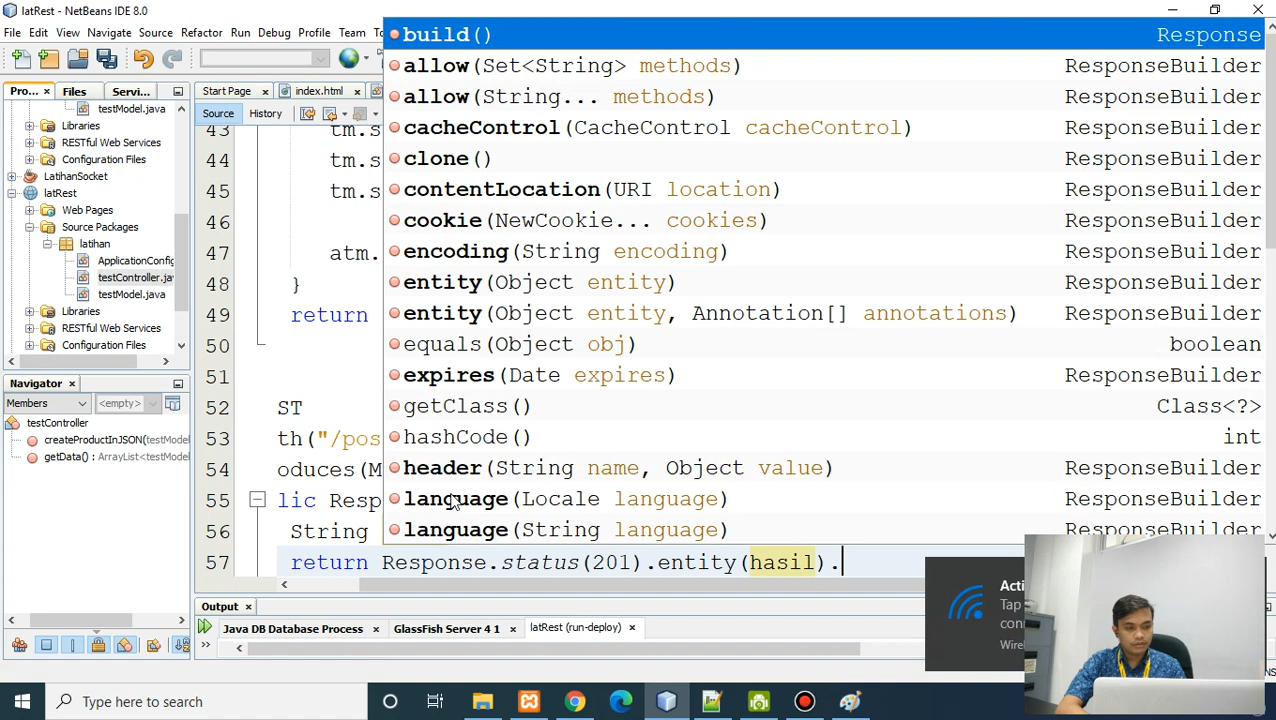 latRest - NetBeans IDE 8.0
File Edit View Navigate Source Refactor Run Debug Profile Team
Pro... Files Servi...
Start Page index.html
Source History
testModel.java
Libraries
RESTful Web Services
Configuration Files
LatihanSocket
latRest
Web Pages
Source Packages
latihan
ApplicationConfig
testController.jav
testModel.java
Libraries
RESTful Web Services
Configuration Files
Navigator
Members <empty>
testController
createProductInJSON(testModel
getData() : ArrayList<testModel
43 tm.s
44 tm.s
45 tm.s
46
47 atm.
48 }
49 return
50
51
52 ST
53 th("/pos
54 oduces(M
55 lic Resp
56 String
57 return Response.status(201).entity(hasil).
build() Response
allow(Set<String> methods) ResponseBuilder
allow(String... methods) ResponseBuilder
cacheControl(CacheControl cacheControl) ResponseBuilder
clone() ResponseBuilder
contentLocation(URI location) ResponseBuilder
cookie(NewCookie... cookies) ResponseBuilder
encoding(String encoding) ResponseBuilder
entity(Object entity) ResponseBuilder
entity(Object entity, Annotation[] annotations) ResponseBuilder
equals(Object obj) boolean
expires(Date expires) ResponseBuilder
getClass() Class<?>
hashCode() int
header(String name, Object value) ResponseBuilder
language(Locale language) ResponseBuilder
language(String language) ResponseBuilder
Output
Java DB Database Process GlassFish Server 4 1 latRest (run-deploy)
Acti
Tap
conn
Wirel
Type here to search